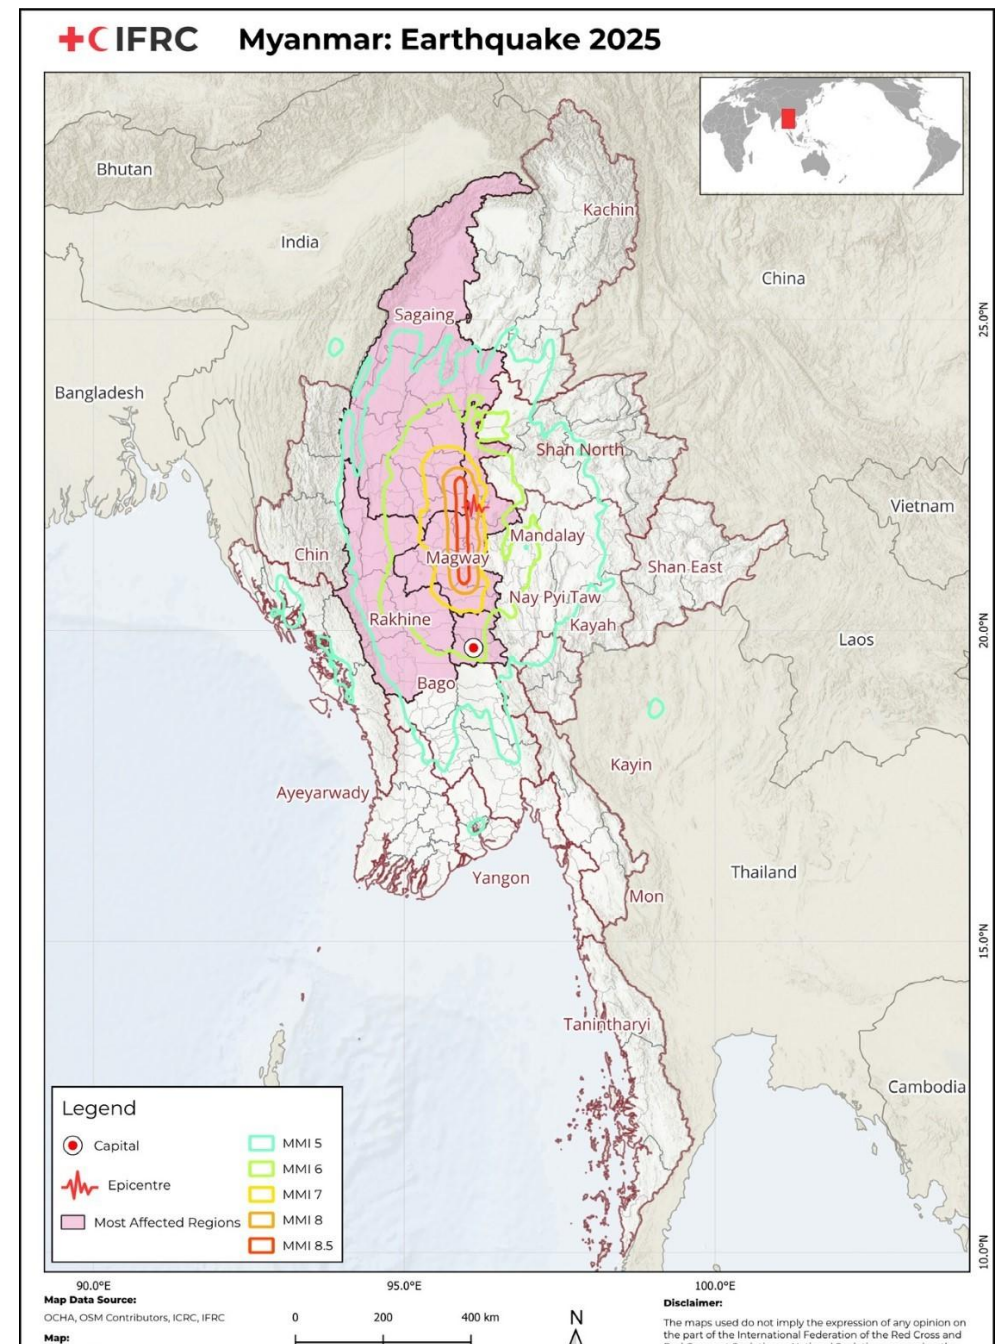 IFRC
Myanmar: Earthquake 2025
Bhutan
Kachin
India
China
Sagaing
25.0°N
Bangladesh
Shan North
Vietnam
Mandalay
Chin
Magway
Shan East
Nay Pyi Taw
Rakhine
Kayah
20.0°N
Laos
Bago
Kayin
Ayeyarwady
Thailand
Yangon
Mon
15.0°N
Tanintharyi
Cambodia
Legend
Capital
Epicentre
Most Affected Regions
MMI 5
MMI 6
MMI 7
MMI 8
MMI 8.5
10.0°N
90.0°E
95.0°E
100.0°E
Map Data Source:
OCHA, OSM Contributors, ICRC, IFRC
Map:
0 200 400 km
N
Disclaimer:
The maps used do not imply the expression of any opinion on
the part of the International Federation of the Red Cross and